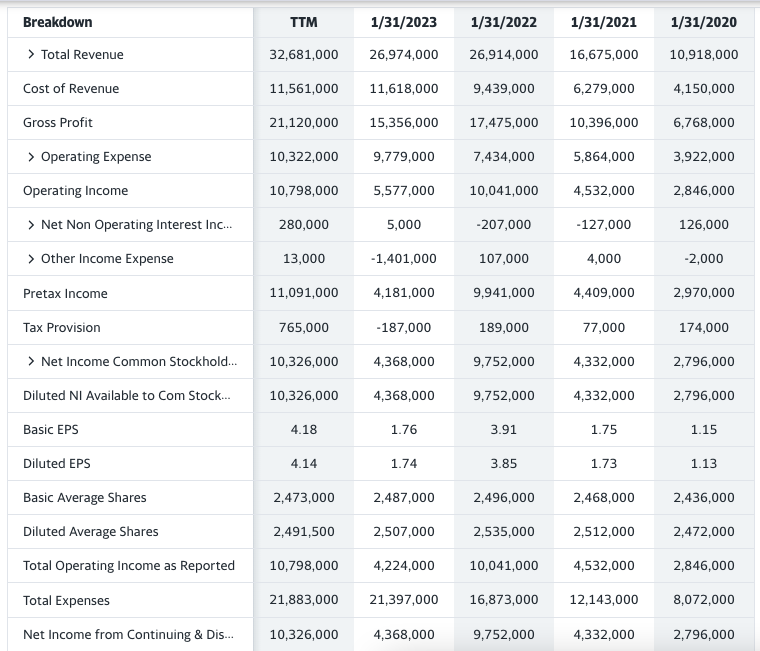 Breakdown TTM 1/31/2023 1/31/2022 1/31/2021 1/31/2020
> Total Revenue 32,681,000 26,974,000 26,914,000 16,675,000 10,918,000
Cost of Revenue 11,561,000 11,618,000 9,439,000 6,279,000 4,150,000
Gross Profit 21,120,000 15,356,000 17,475,000 10,396,000 6,768,000
> Operating Expense 10,322,000 9,779,000 7,434,000 5,864,000 3,922,000
Operating Income 10,798,000 5,577,000 10,041,000 4,532,000 2,846,000
> Net Non Operating Interest Inc... 280,000 5,000 -207,000 -127,000 126,000
> Other Income Expense 13,000 -1,401,000 107,000 4,000 -2,000
Pretax Income 11,091,000 4,181,000 9,941,000 4,409,000 2,970,000
Tax Provision 765,000 -187,000 189,000 77,000 174,000
> Net Income Common Stockhold... 10,326,000 4,368,000 9,752,000 4,332,000 2,796,000
Diluted NI Available to Com Stock... 10,326,000 4,368,000 9,752,000 4,332,000 2,796,000
Basic EPS 4.18 1.76 3.91 1.75 1.15
Diluted EPS 4.14 1.74 3.85 1.73 1.13
Basic Average Shares 2,473,000 2,487,000 2,496,000 2,468,000 2,436,000
Diluted Average Shares 2,491,500 2,507,000 2,535,000 2,512,000 2,472,000
Total Operating Income as Reported 10,798,000 4,224,000 10,041,000 4,532,000 2,846,000
Total Expenses 21,883,000 21,397,000 16,873,000 12,143,000 8,072,000
Net Income from Continuing & Dis... 10,326,000 4,368,000 9,752,000 4,332,000 2,796,000